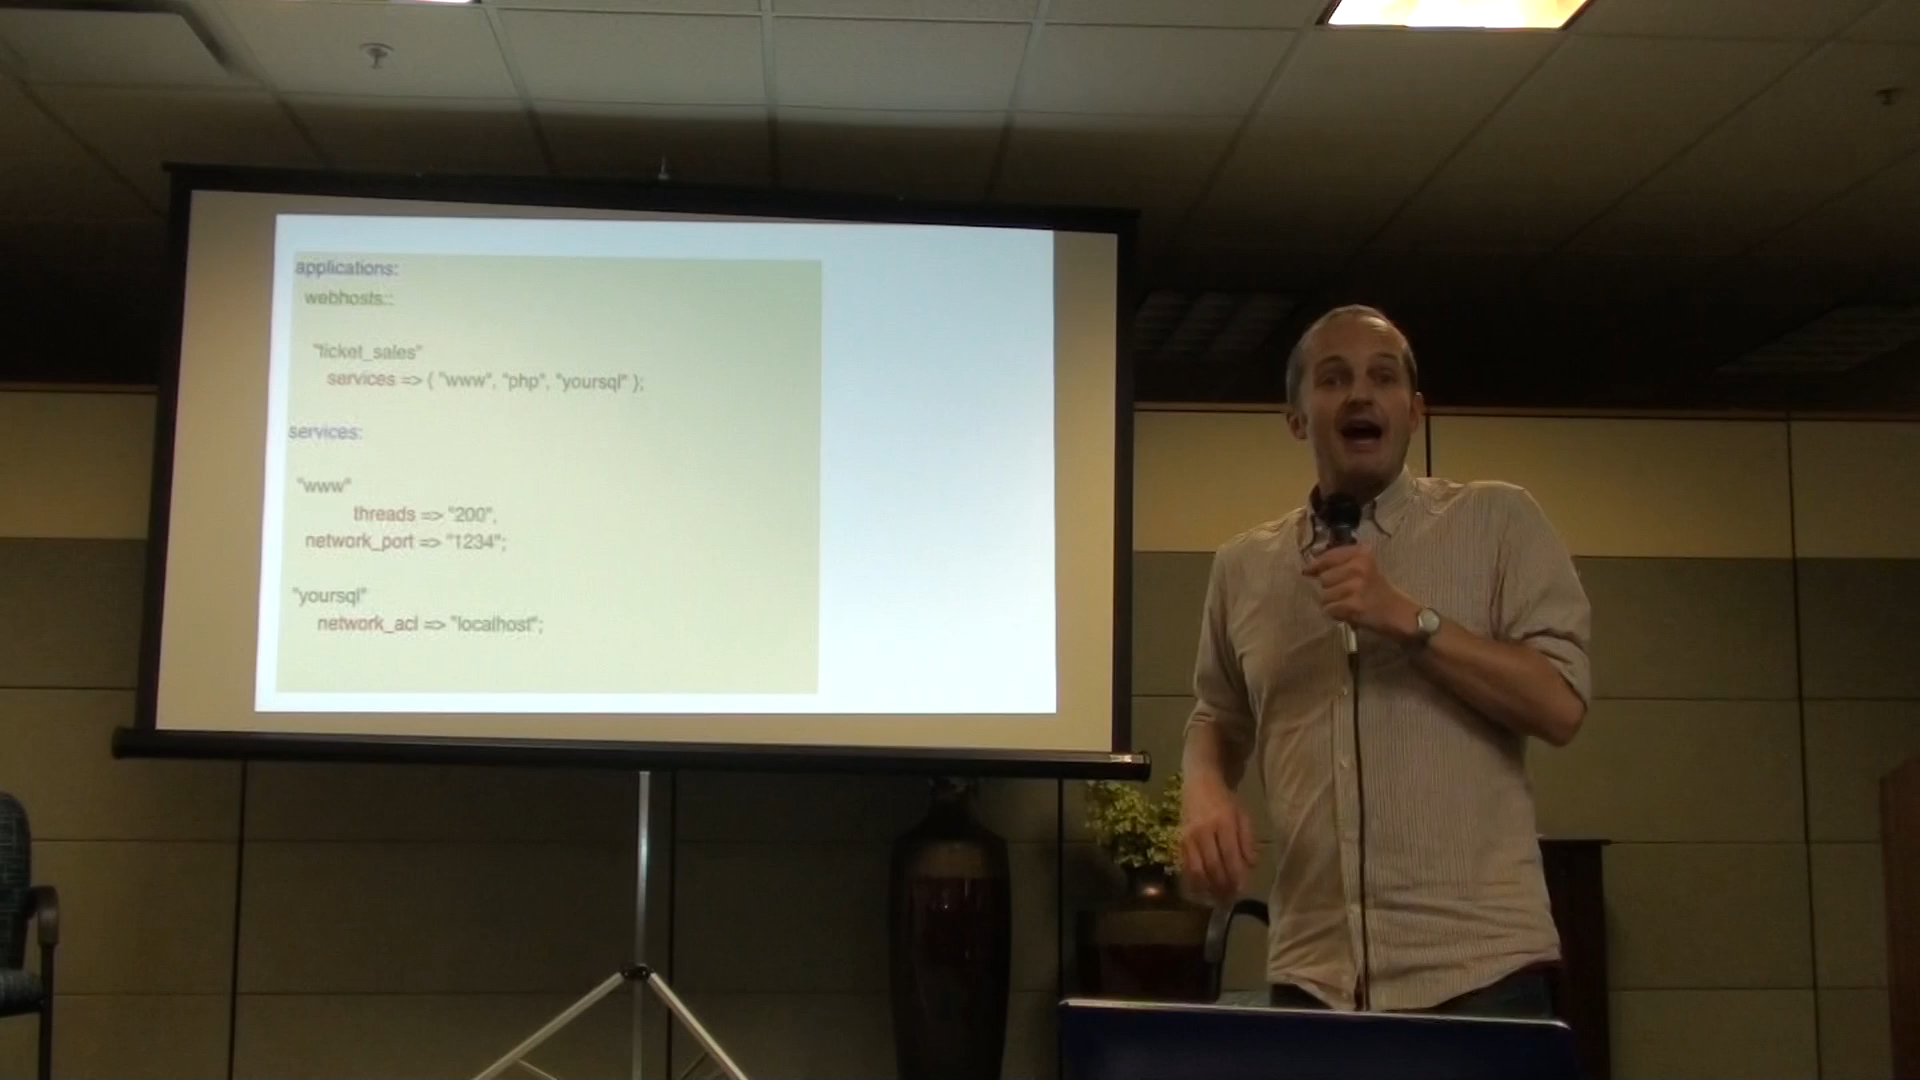 applications:
webhosts::
"ticket_sales"
services => { "www", "php", "yoursql" };
services:
"www"
threads => "200",
network_port => "1234";
"yoursql"
network_acl => "localhost";